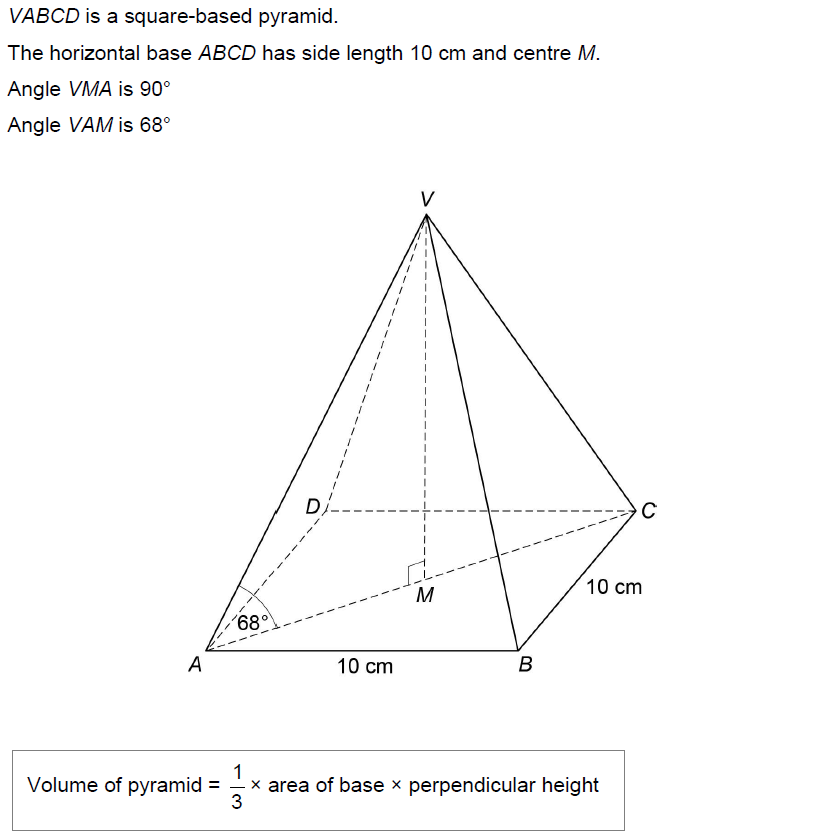 VABCD is a square-based pyramid.
The horizontal base ABCD has side length 10 cm and centre M.
Angle VMA is 90°
Angle VAM is 68°
V
D
C
M
10 cm
68°
A
10 cm
B
Volume of pyramid = 1/3 × area of base × perpendicular height